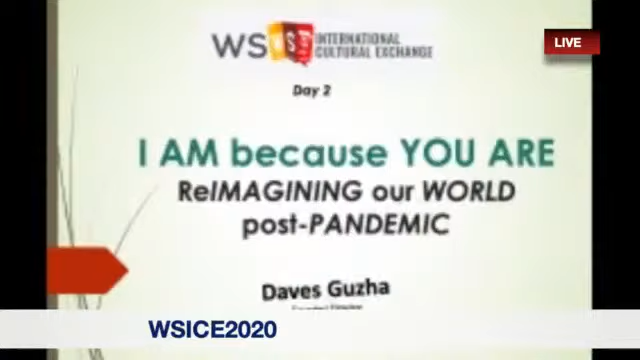 WS
INTERNATIONAL
CULTURAL EXCHANGE
LIVE
Day 2
I AM because YOU ARE
ReIMAGINING our WORLD
post-PANDEMIC
Daves Guzha
WSICE2020